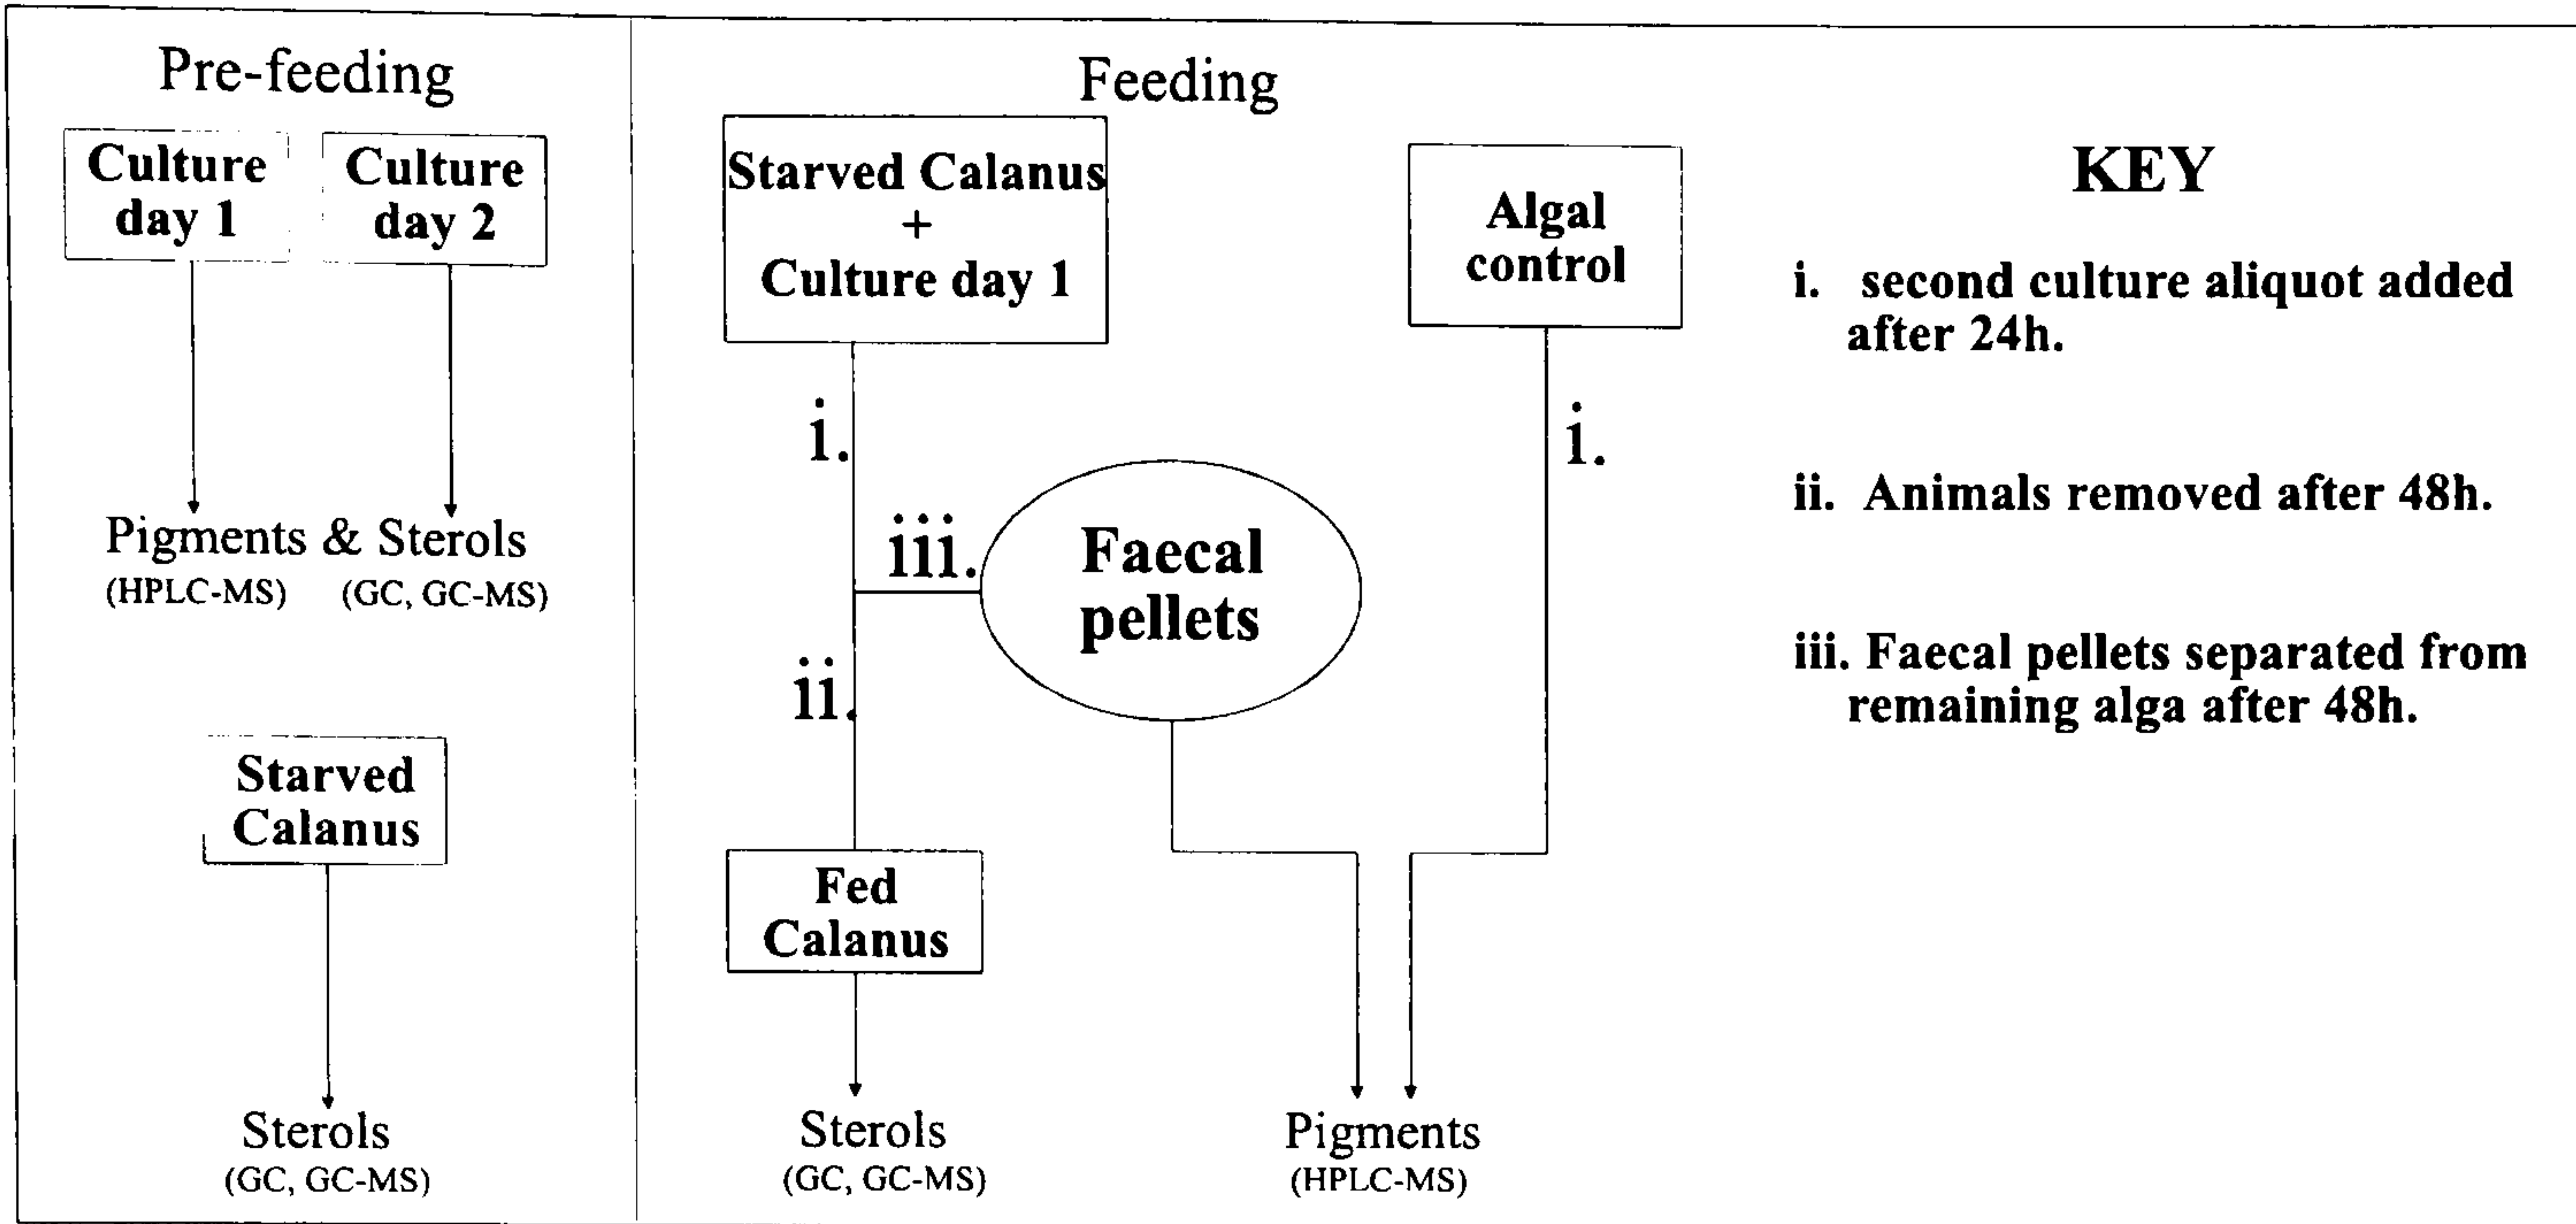 Pre-feeding
Culture
day 1
Culture
day 2
Pigments & Sterols
(HPLC-MS) (GC, GC-MS)
Starved
Calanus
Sterols
(GC, GC-MS)
Feeding
Starved Calanus
+
Culture day 1
Algal
control
i.
i.
iii.
Faecal
pellets
ii.
Fed
Calanus
Sterols
(GC, GC-MS)
Pigments
(HPLC-MS)
KEY
i. second culture aliquot added
after 24h.
ii. Animals removed after 48h.
iii. Faecal pellets separated from
remaining alga after 48h.